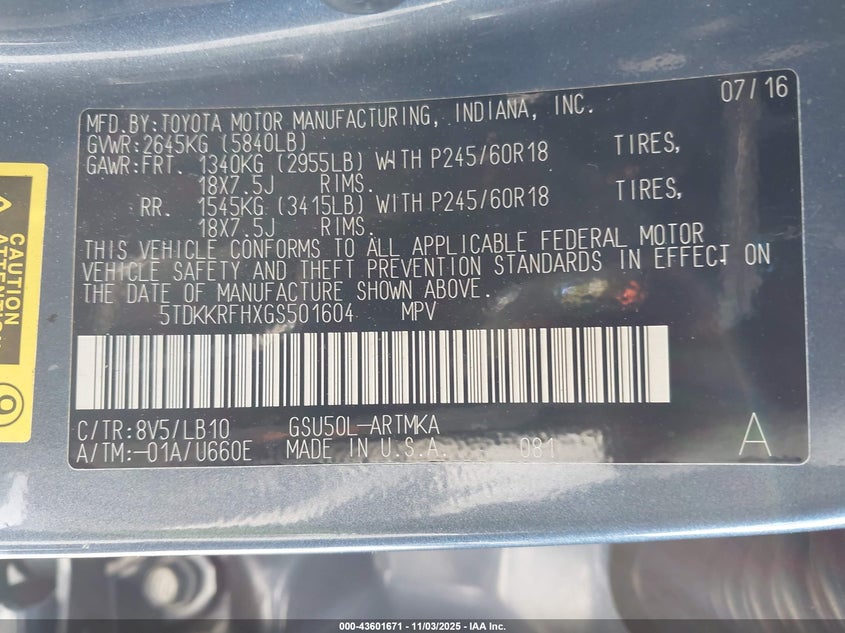 07/16
MFD.BY:TOYOTA MOTOR MANUFACTURING, INDIANA, INC.
GVWR:2645KG (5840LB)
GAWR:FRT. 1340KG (2955LB) WITH P245/60R18 TIRES,
18X7.5J RIMS.
RR. 1545KG (3415LB) WITH P245/60R18 TIRES,
18X7.5J RIMS.
THIS VEHICLE CONFORMS TO ALL APPLICABLE FEDERAL MOTOR
VEHICLE SAFETY AND THEFT PREVENTION STANDARDS IN EFFECT ON
THE DATE OF MANUFACTURE SHOWN ABOVE.
5TDKKRFHXGS501604 MPV
C/TR:8V5/LB10 GSU50L-ARTMKA
A/TM:-01A/U660E MADE IN U.S.A. 081
A
CAUTION
000-43601671 - 11/03/2025 - IAA Inc.